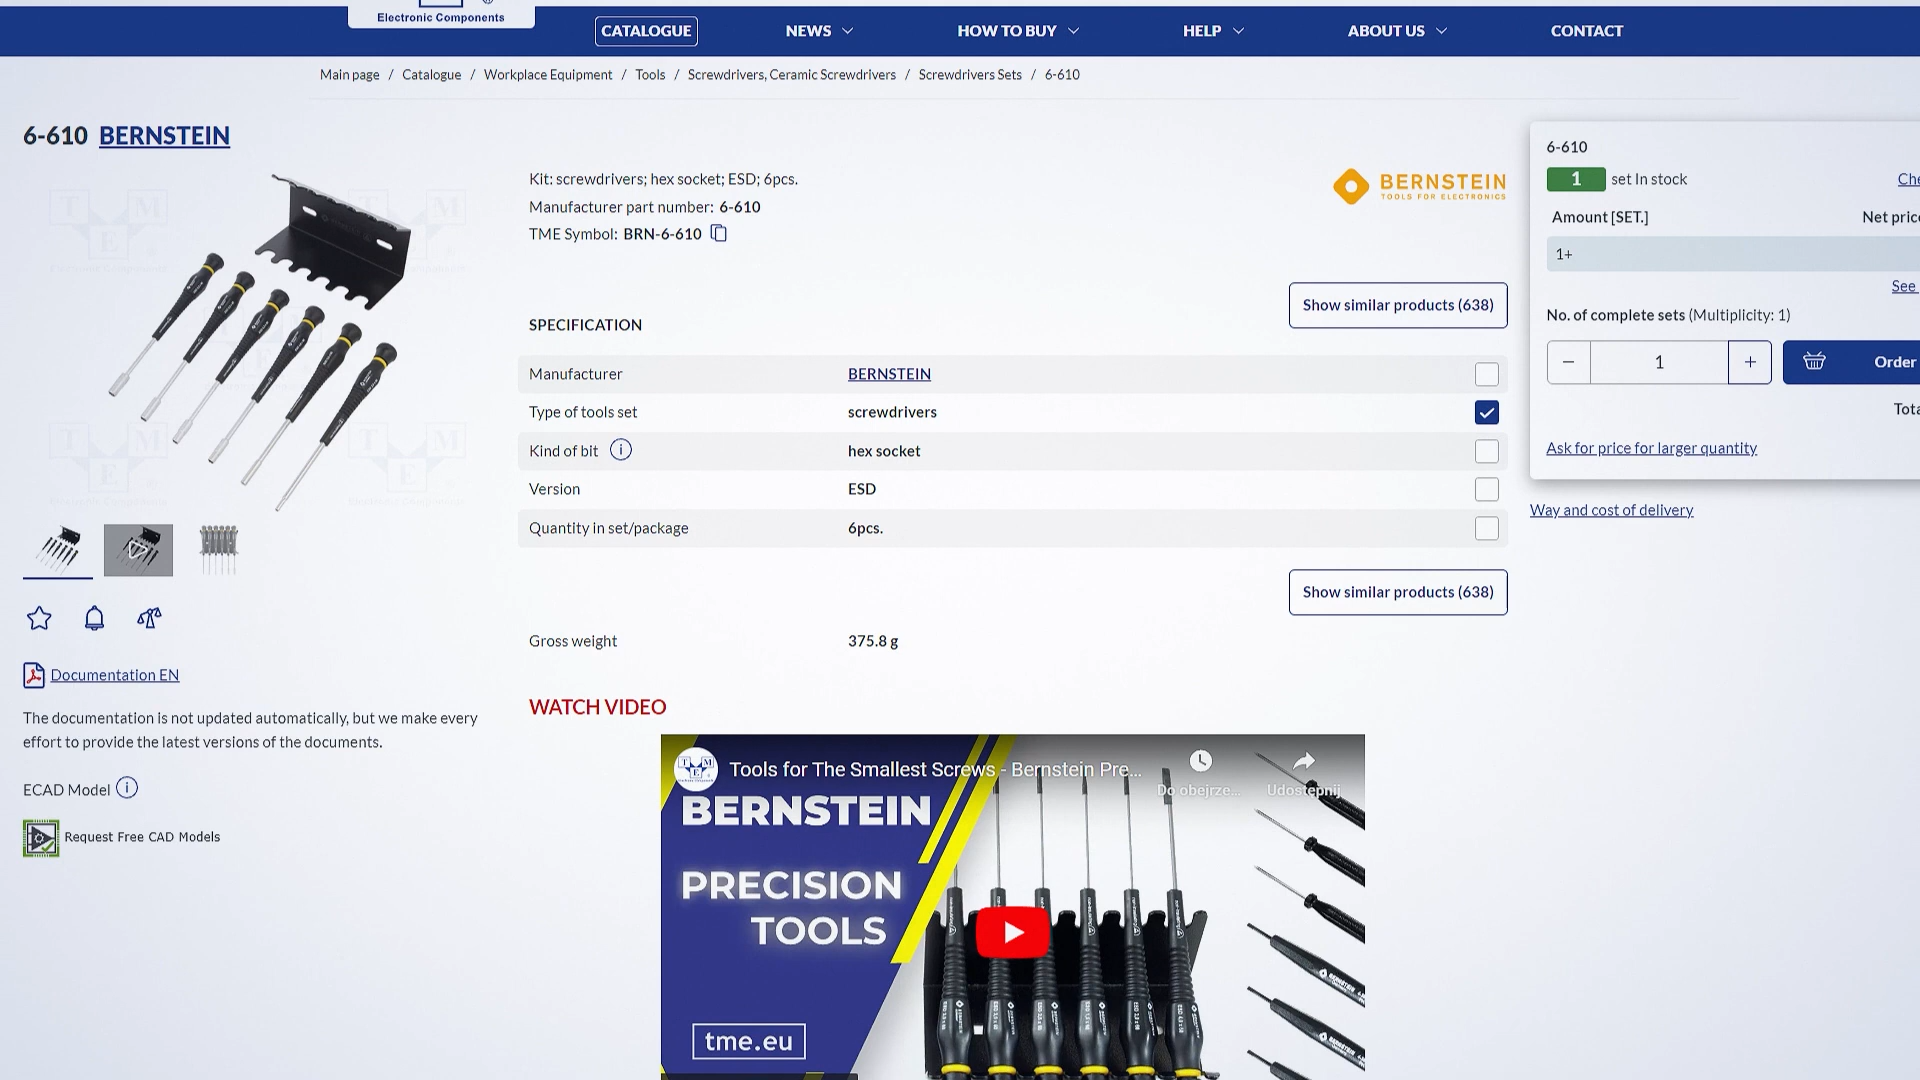 Electronic Components
CATALOGUE
NEWS
HOW TO BUY
HELP
ABOUT US
CONTACT
Main page / Catalogue / Workplace Equipment / Tools / Screwdrivers, Ceramic Screwdrivers / Screwdrivers Sets / 6-610
6-610 BERNSTEIN
Kit: screwdrivers; hex socket; ESD; 6pcs.
Manufacturer part number: 6-610
TME Symbol: BRN-6-610
BERNSTEIN
TOOLS FOR ELECTRONICS
Show similar products (638)
SPECIFICATION
Manufacturer BERNSTEIN
Type of tools set screwdrivers
Kind of bit hex socket
Version ESD
Quantity in set/package 6pcs.
Show similar products (638)
Gross weight 375.8 g
WATCH VIDEO
Tools for The Smallest Screws - Bernstein Pre...
Do obejrze...
Udostępnij
BERNSTEIN
PRECISION
TOOLS
tme.eu
6-610
1 set In stock
Amount [SET.]
1+
See
No. of complete sets (Multiplicity: 1)
− 1 + Order
Ask for price for larger quantity
Way and cost of delivery
Documentation EN
The documentation is not updated automatically, but we make every
effort to provide the latest versions of the documents.
ECAD Model
Request Free CAD Models